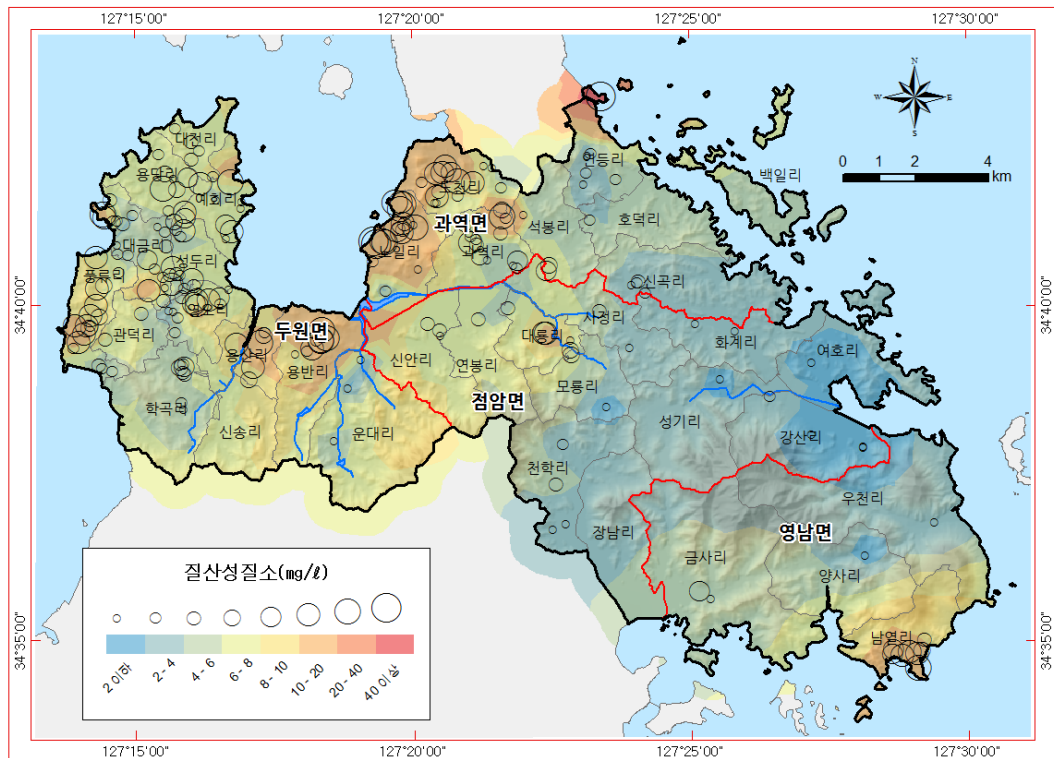 127°15'00" 127°20'00" 127°25'00" 127°30'00"
N
W E
S
0 1 2 4
km
34°40'00" 34°40'00"
34°35'00" 34°35'00"
대전리
용당리
예회리
대금리
성두리
풍류리
관덕리
학곡리
용산리
신송리
두원면
용반리
운대리
도천리
과역면
노일리
과역리
석봉리
연등리
호덕리
백일리
신곡리
사정리
화계리
여호리
대룡리
신안리
연봉리
모룡리
점암면
성기리
강산리
천학리
우천리
장남리
영남면
금사리
양사리
남열리
질산성질소(mg/ℓ)
2 이하
2 - 4
4 - 6
6 - 8
8 - 10
10 - 20
20 - 40
40 이상
127°15'00" 127°20'00" 127°25'00" 127°30'00"